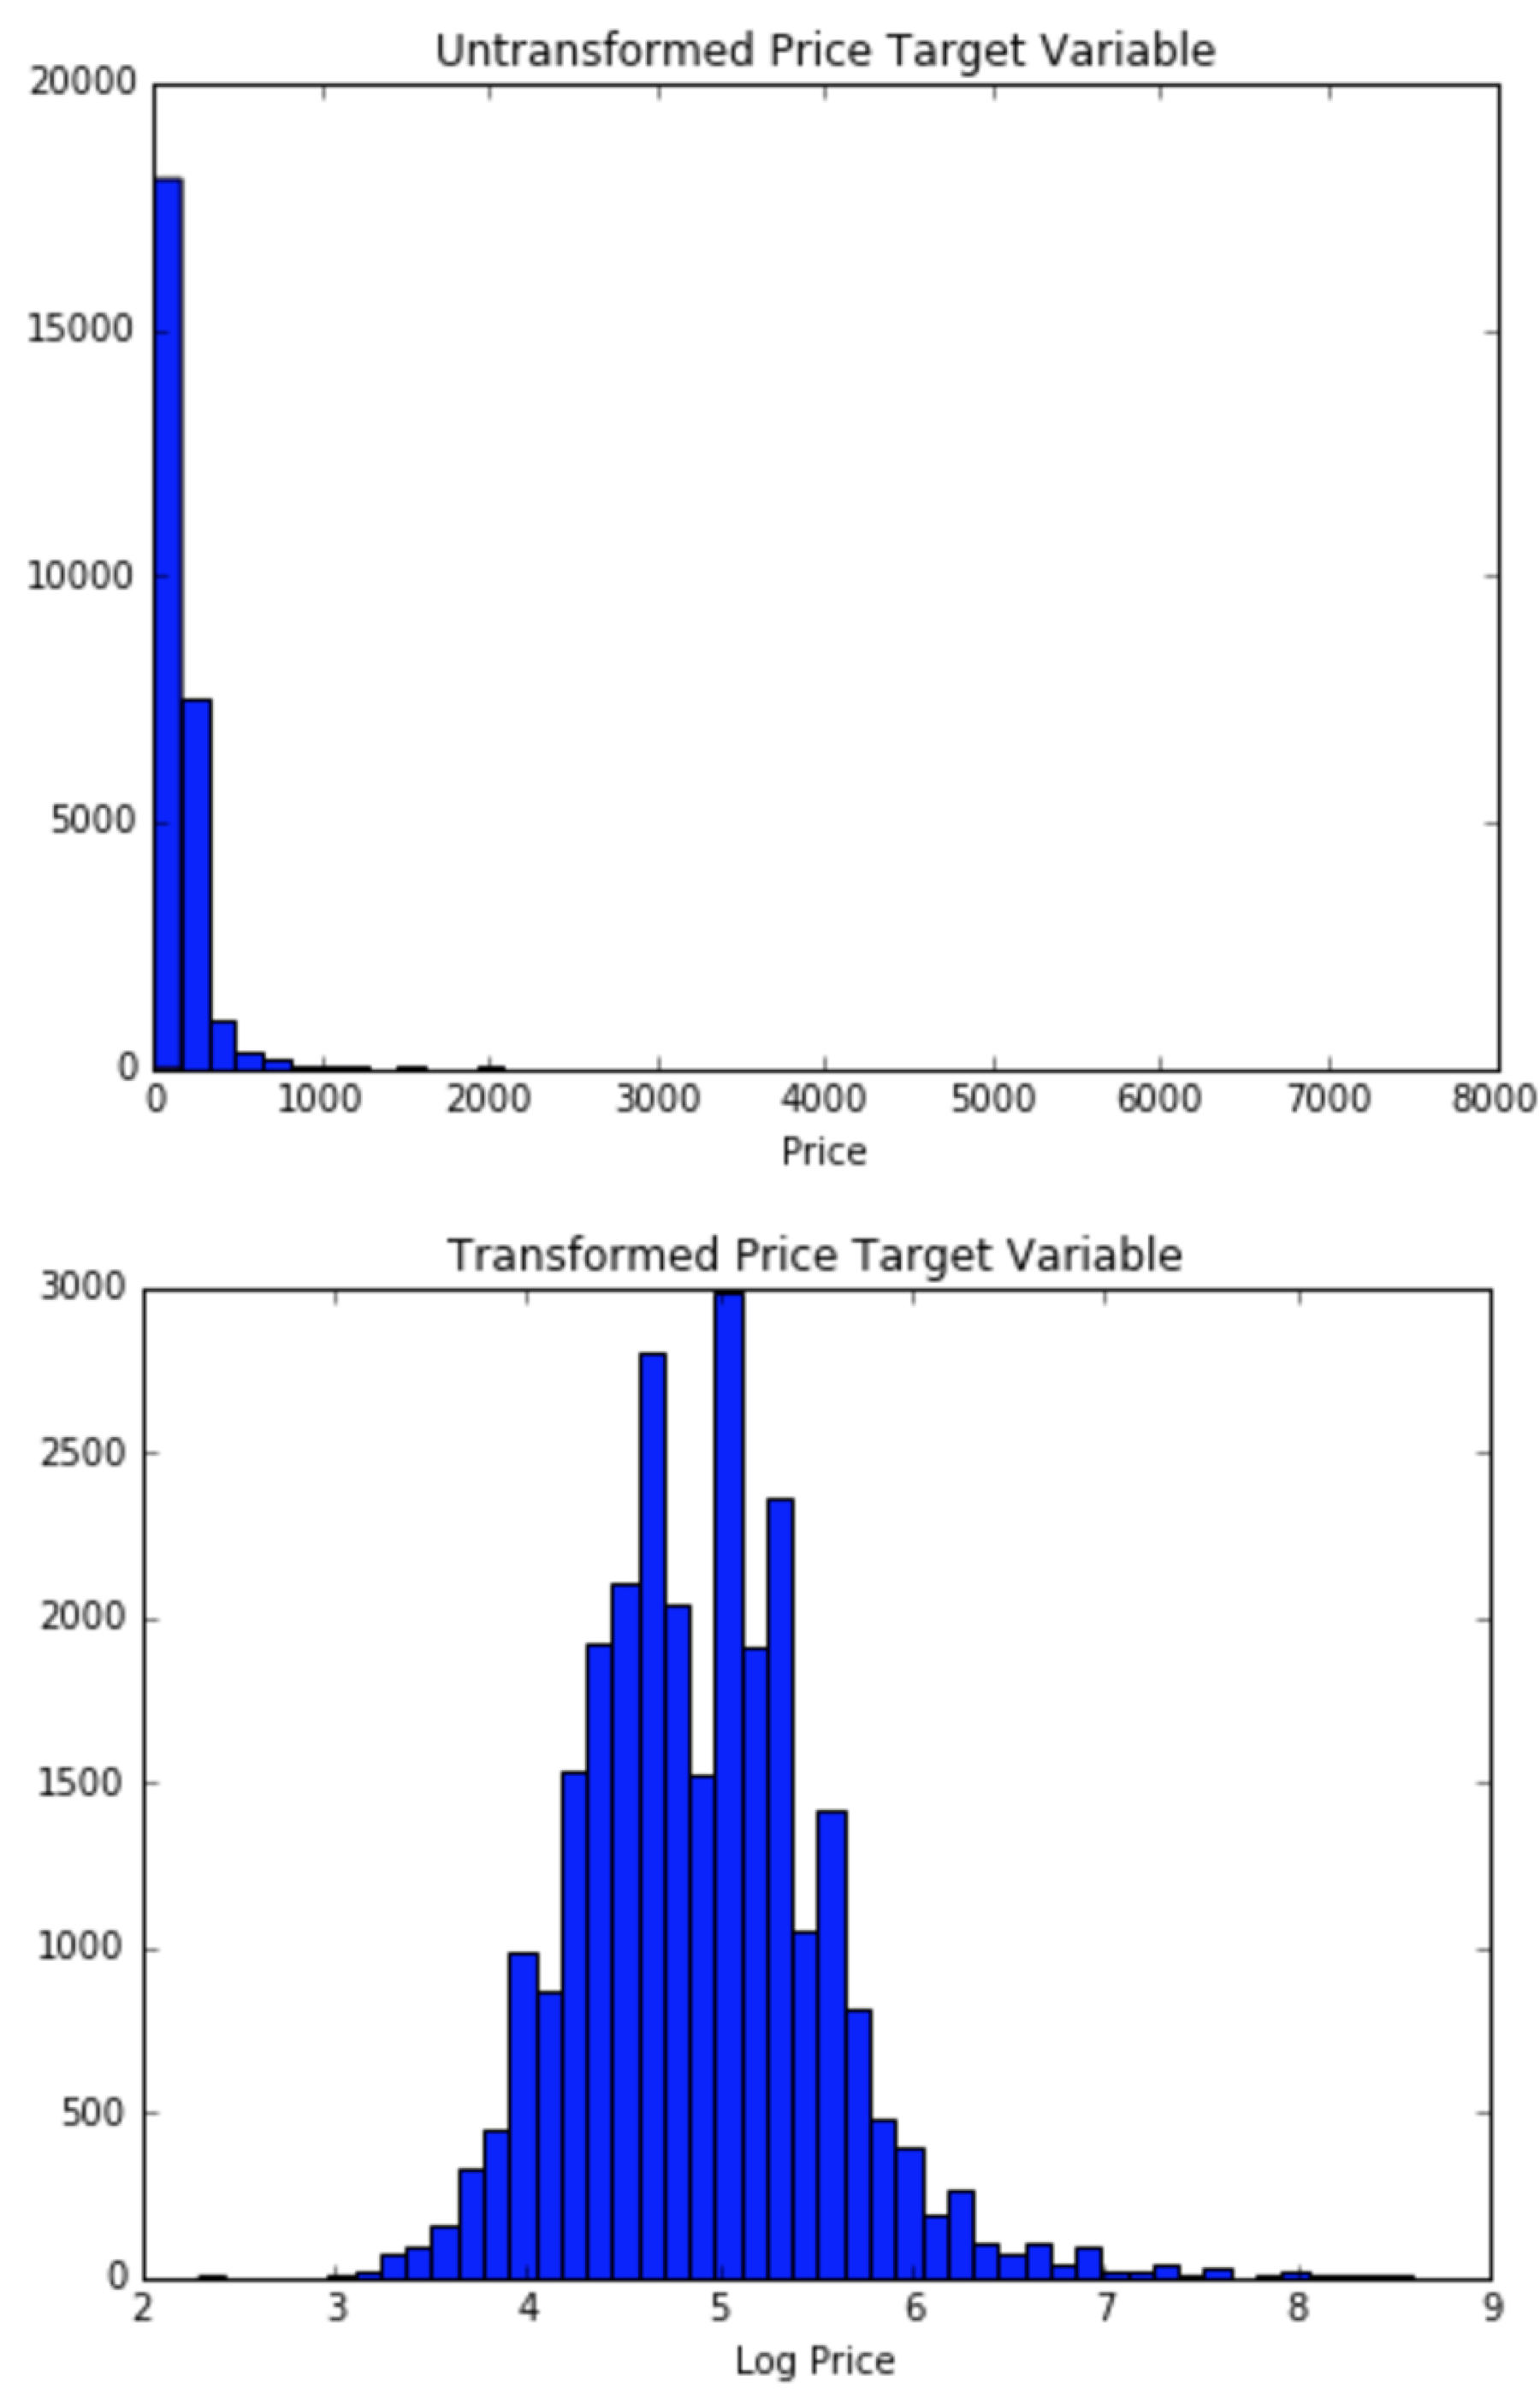 Untransformed Price Target Variable
20000
15000
10000
5000
0
0 1000 2000 3000 4000 5000 6000 7000 8000
Price
Transformed Price Target Variable
3000
2500
2000
1500
1000
500
0
2 3 4 5 6 7 8 9
Log Price